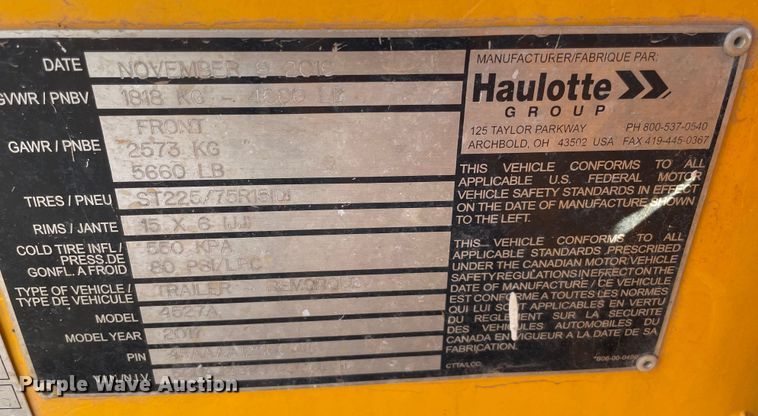 DATE NOVEMBER
GVWR / PNBV 1818 KG - LB
GAWR / PNBE FRONT
2573 KG
5660 LB
TIRES / PNEU ST225/75R15(D)
RIMS / JANTE 15 X 6 (JJ)
COLD TIRE INFL / PRESS.DE GONFL.A FROID 550 KPA
80 PSI/LPC
TYPE OF VEHICLE / TYPE DE VEHICULE TRAILER - REMORQUE
MODEL 4527A
MODEL YEAR 2017
PIN
V.I.N./N.I.V.
MANUFACTURER/FABRIQUE PAR:
Haulotte
GROUP
125 TAYLOR PARKWAY PH 800-537-0540
ARCHBOLD, OH 43502 USA FAX 419-445-0367
THIS VEHICLE CONFORMS TO ALL
APPLICABLE U.S. FEDERAL MOTOR
VEHICLE SAFETY STANDARDS IN EFFECT
ON THE DATE OF MANUFACTURE SHOWN
TO THE LEFT.
THIS VEHICLE CONFORMS TO ALL
APPLICABLE STANDARDS PRESCRIBED
UNDER THE CANADIAN MOTOR VEHICLE
SAFETY REGULATIONS IN EFFECT ON THE
DATE OF MANUFACTURE / CE VEHICULE
EST CONFORME A TOUTES LES NORMES
QUI LUI SONT APPLICABLES EN VERTU
DU REGLEMENT SUR LA SECURITE
DES VEHICULES AUTOMOBILES DU
CANADA EN VIGUEUR A LA DATE DE SA
FABRICATION.
Purple Wave Auction